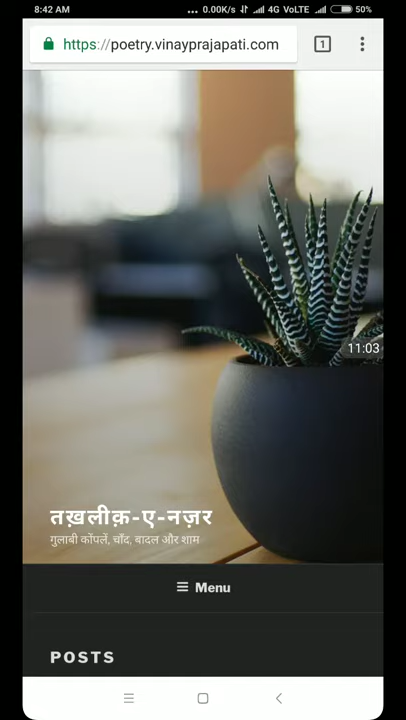 8:42 AM ... 0.00K/s 4G VoLTE 50%
https://poetry.vinayprajapati.com 1
11:03
तख़लीक़-ए-नज़र
गुलाबी कोंपलें, चाँद, बादल और शाम
Menu
POSTS